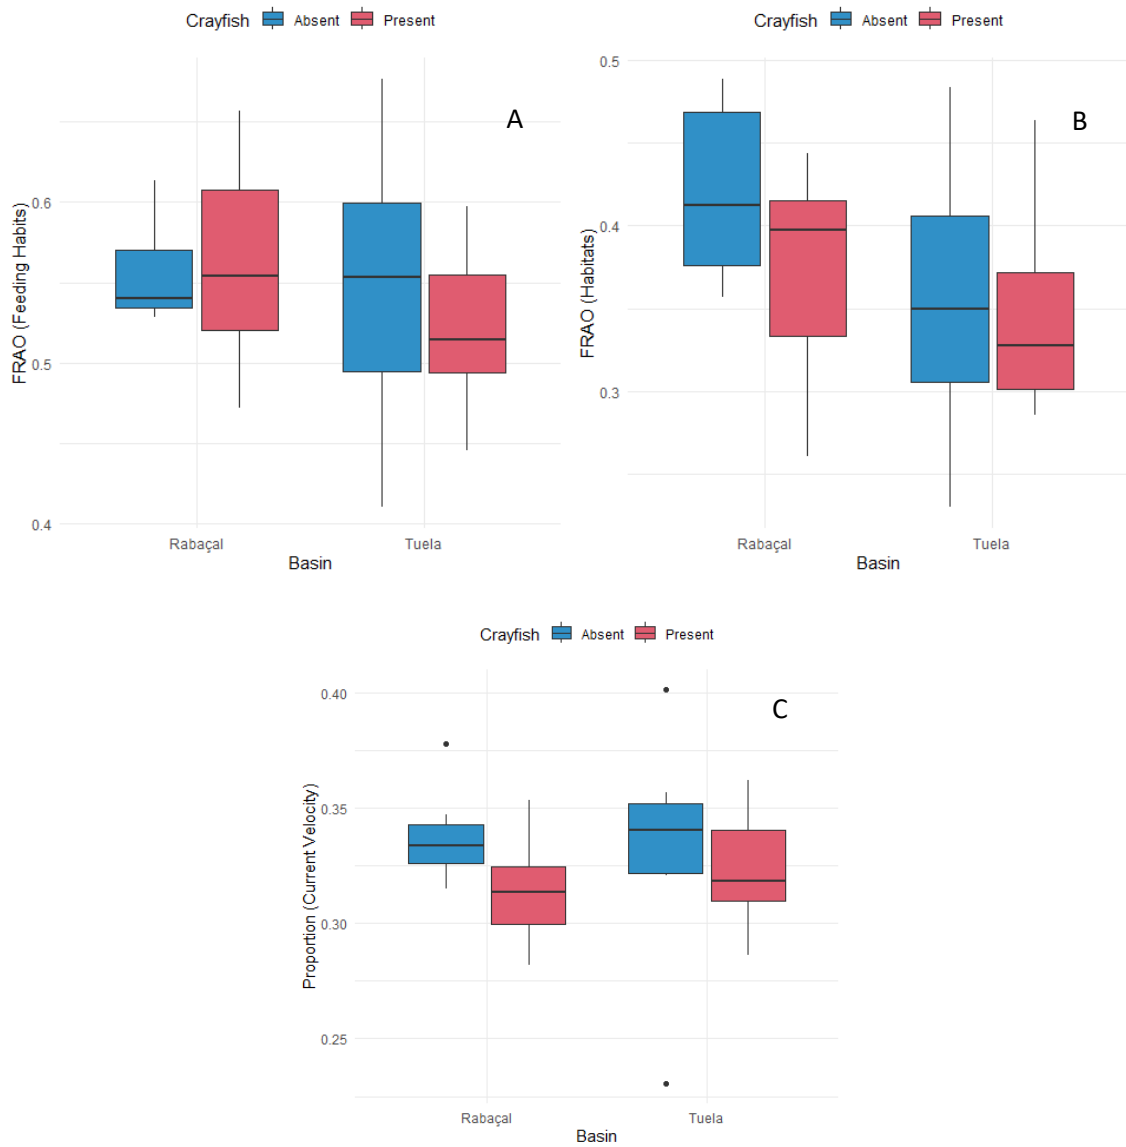 Crayfish Absent Present
A
FRAO (Feeding Habits)
0.6
0.5
0.4
Rabaçal Tuela
Basin
Crayfish Absent Present
B
FRAO (Habitats)
0.5
0.4
0.3
Rabaçal Tuela
Basin
Crayfish Absent Present
C
Proportion (Current Velocity)
0.40
0.35
0.30
0.25
Rabaçal Tuela
Basin